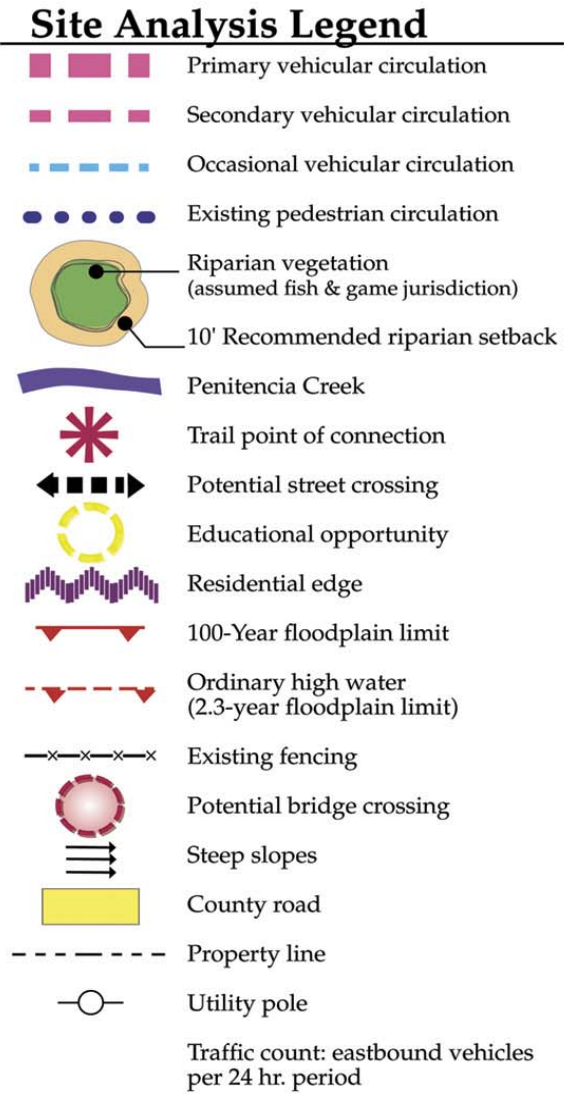 Site Analysis Legend
Primary vehicular circulation
Secondary vehicular circulation
Occasional vehicular circulation
Existing pedestrian circulation
Riparian vegetation
(assumed fish & game jurisdiction)
10' Recommended riparian setback
Penitencia Creek
Trail point of connection
Potential street crossing
Educational opportunity
Residential edge
100-Year floodplain limit
Ordinary high water
(2.3-year floodplain limit)
Existing fencing
Potential bridge crossing
Steep slopes
County road
Property line
Utility pole
Traffic count: eastbound vehicles
per 24 hr. period